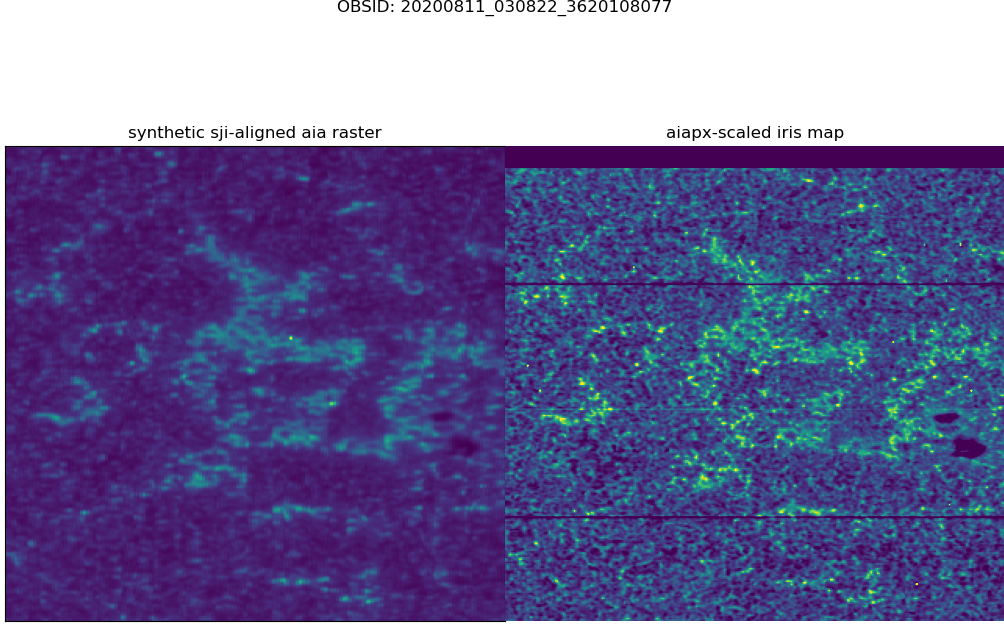 OBSID: 20200811_030822_3620108077
synthetic sji-aligned aia raster
aiapx-scaled iris map